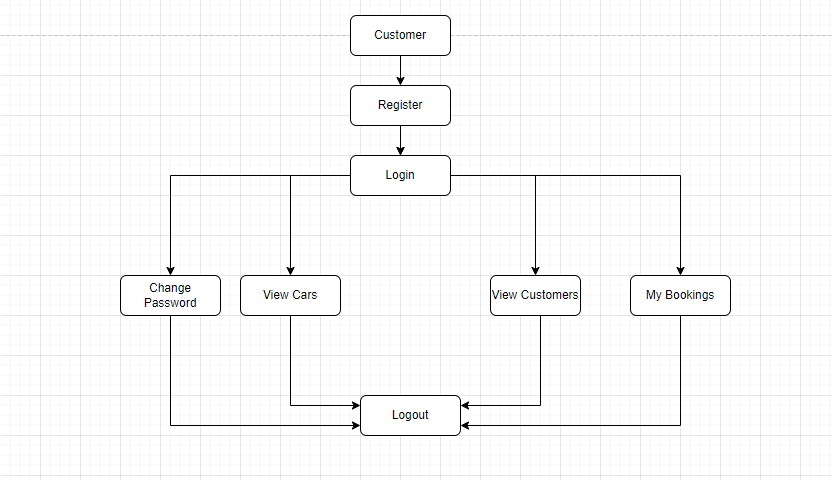 Customer
Register
Login
Change
Password
View Cars
View Customers
My Bookings
Logout